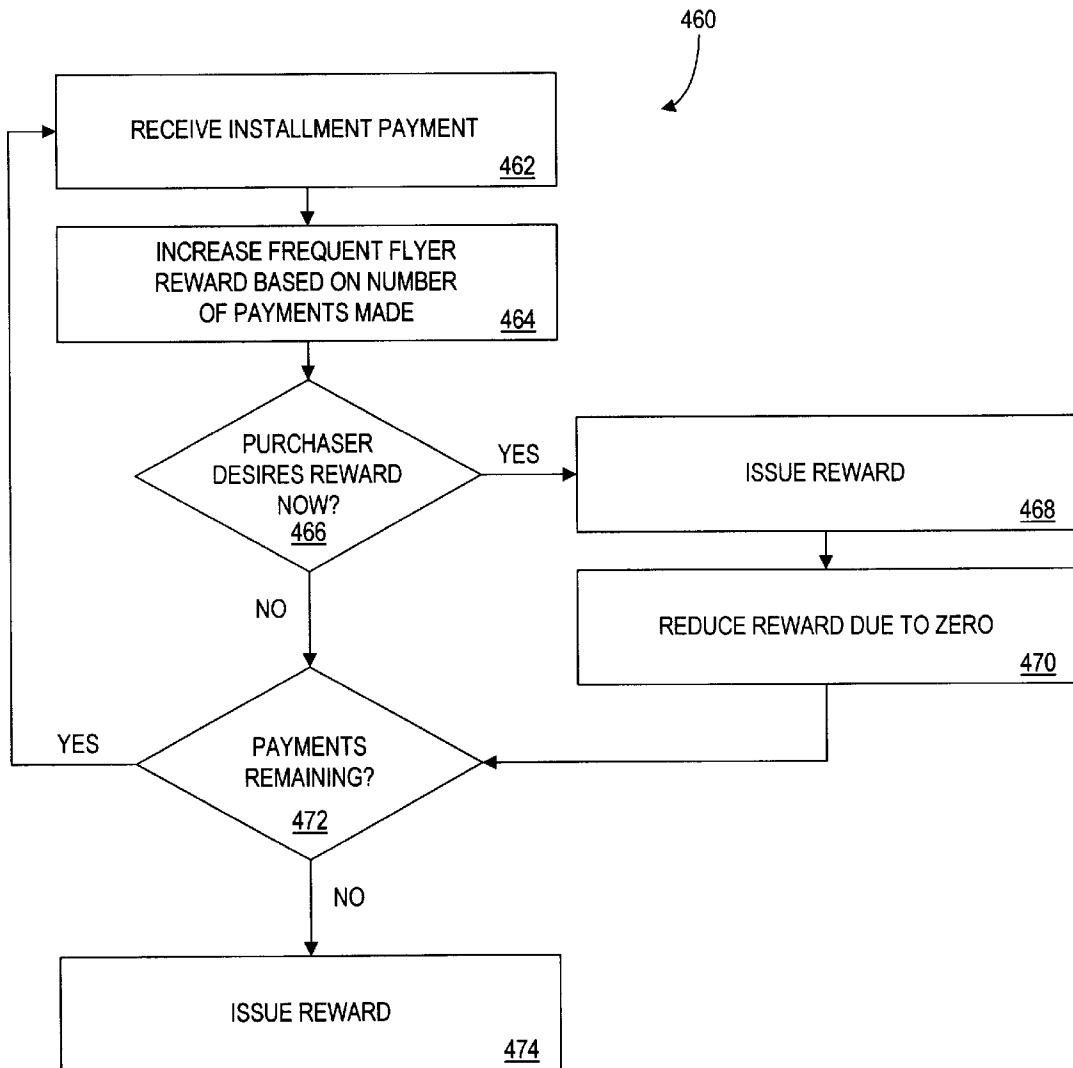 460
RECEIVE INSTALLMENT PAYMENT
462
INCREASE FREQUENT FLYER
REWARD BASED ON NUMBER
OF PAYMENTS MADE
464
PURCHASER
DESIRES REWARD
NOW?
466
YES
ISSUE REWARD
468
NO
REDUCE REWARD DUE TO ZERO
470
YES
PAYMENTS
REMAINING?
472
NO
ISSUE REWARD
474